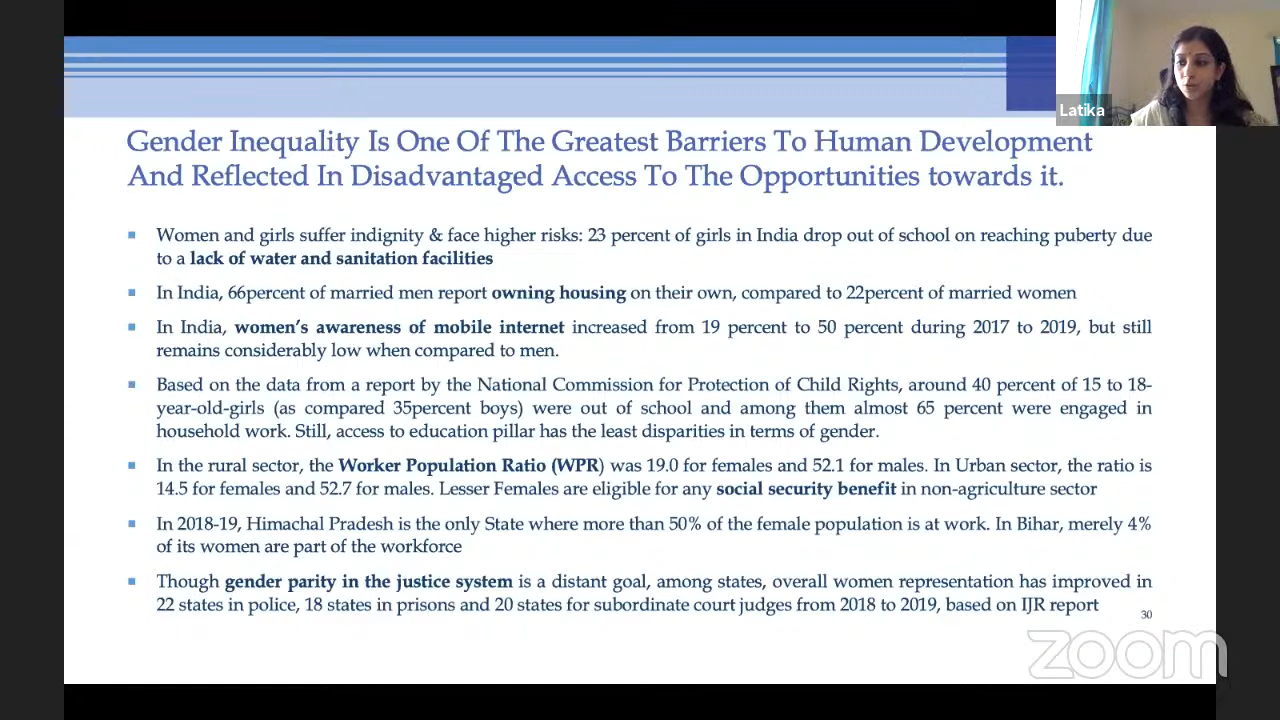 Latika
Gender Inequality Is One Of The Greatest Barriers To Human Development
And Reflected In Disadvantaged Access To The Opportunities towards it.
Women and girls suffer indignity & face higher risks: 23 percent of girls in India drop out of school on reaching puberty due
to a lack of water and sanitation facilities
In India, 66percent of married men report owning housing on their own, compared to 22percent of married women
In India, women's awareness of mobile internet increased from 19 percent to 50 percent during 2017 to 2019, but still
remains considerably low when compared to men.
Based on the data from a report by the National Commission for Protection of Child Rights, around 40 percent of 15 to 18-
year-old-girls (as compared 35percent boys) were out of school and among them almost 65 percent were engaged in
household work. Still, access to education pillar has the least disparities in terms of gender.
In the rural sector, the Worker Population Ratio (WPR) was 19.0 for females and 52.1 for males. In Urban sector, the ratio is
14.5 for females and 52.7 for males. Lesser Females are eligible for any social security benefit in non-agriculture sector
In 2018-19, Himachal Pradesh is the only State where more than 50% of the female population is at work. In Bihar, merely 4%
of its women are part of the workforce
Though gender parity in the justice system is a distant goal, among states, overall women representation has improved in
22 states in police, 18 states in prisons and 20 states for subordinate court judges from 2018 to 2019, based on IJR report
30
zoom